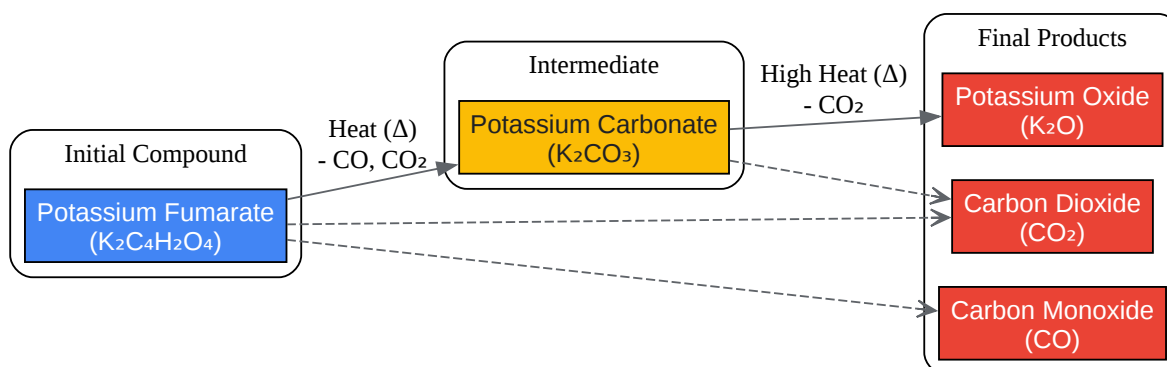 Initial Compound
Potassium Fumarate
(K₂C₄H₂O₄)
Heat (Δ)
- CO, CO₂
Intermediate
Potassium Carbonate
(K₂CO₃)
High Heat (Δ)
- CO₂
Final Products
Potassium Oxide
(K₂O)
Carbon Dioxide
(CO₂)
Carbon Monoxide
(CO)